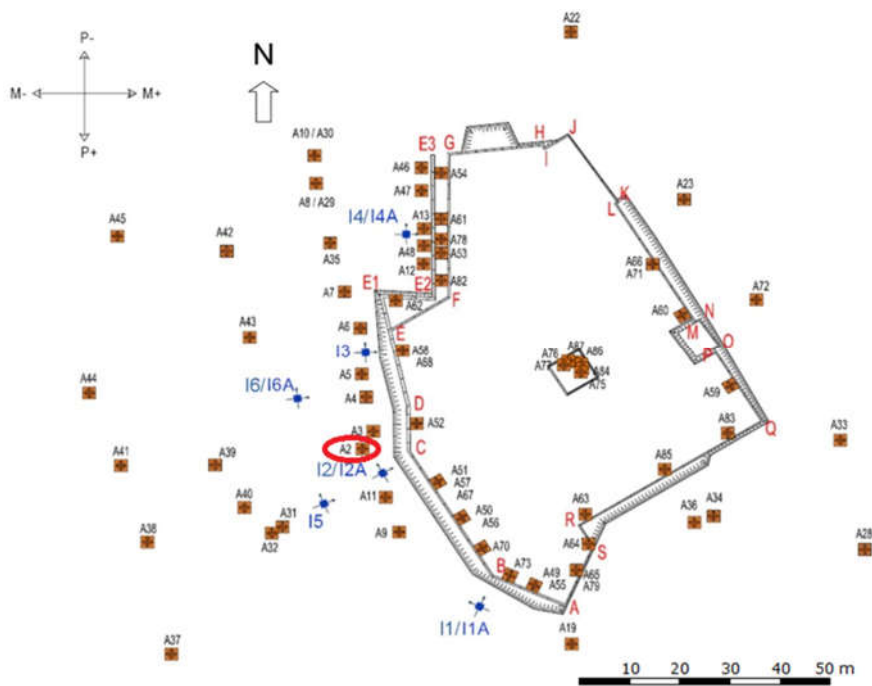 A22
P-
N
M-
M+
P+
H
J
E3
G
I
A10 / A30
A46
A54
A8 / A29
A47
K
A23
L
A45
A42
I4/I4A
A13
A61
A78
A35
A48
A53
A12
A66
A71
A7
E1
E2
A82
A72
A62
F
A60
N
A43
A6
E
M
O
I3
A58
A68
A87
A76
A86
P
A77
A84
A5
A75
A59
A44
I6/I6A
A4
D
Q
A3
A52
A83
A33
A2
C
A41
A39
I2/I2A
A85
A51
A57
A11
A67
A40
I5
A50
A63
A34
A31
A56
R
A36
A38
A32
A9
A70
A64
S
A28
B
A73
A49
A65
A55
A79
I1/I1A
A
A37
A19
10 20 30 40 50 m